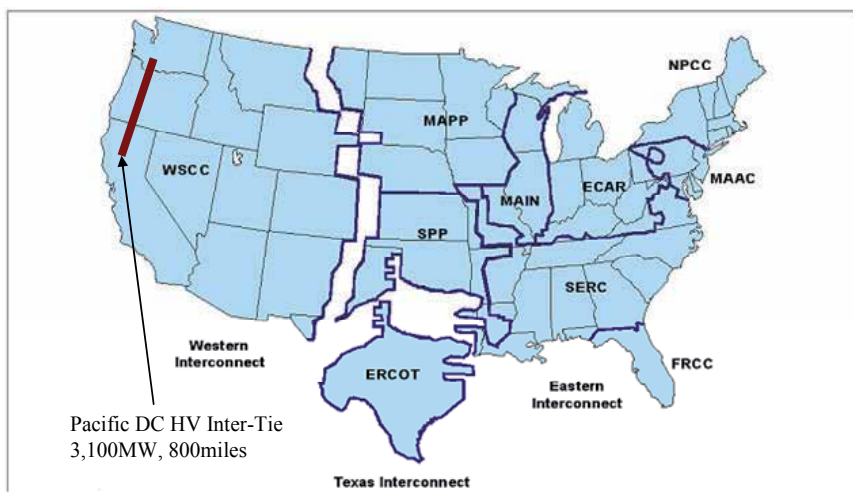 NPCC
MAPP
WSCC
MAIN
ECAR
MAAC
SPP
SERC
Western
Interconnect
ERCOT
FRCC
Eastern
Interconnect
Pacific DC HV Inter-Tie
3,100MW, 800miles
Texas Interconnect